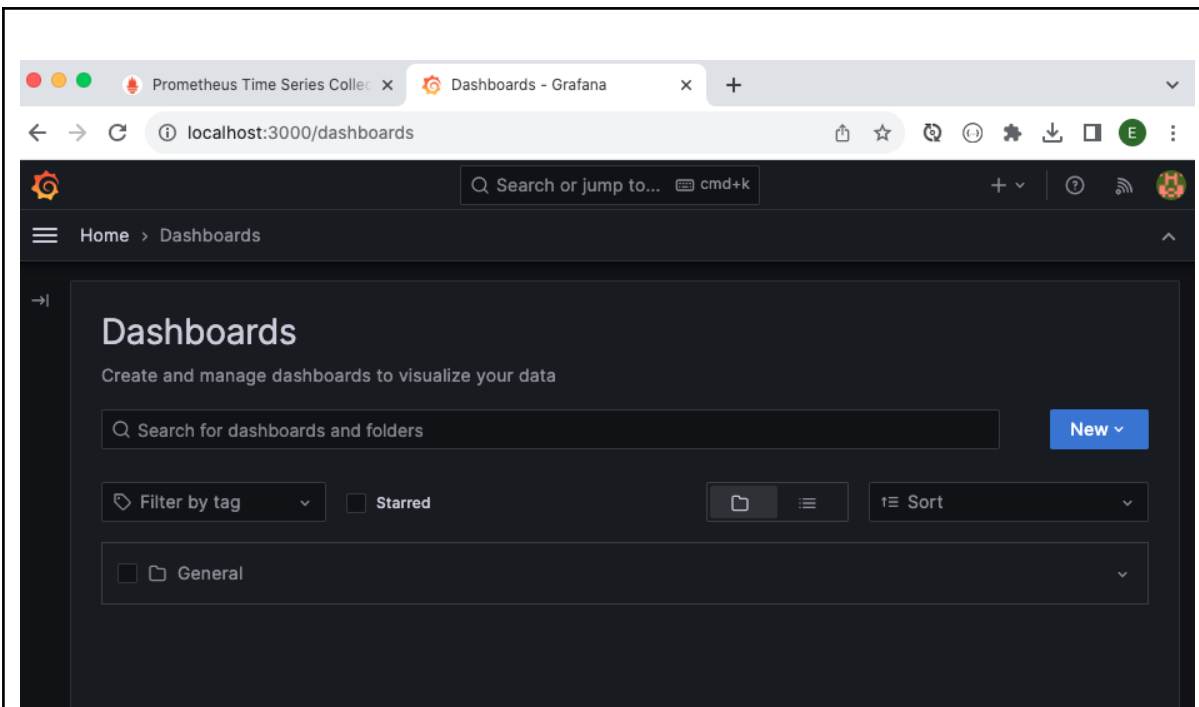 Prometheus Time Series Collec
Dashboards - Grafana
localhost:3000/dashboards
E
Search or jump to... cmd+k
Home › Dashboards
Dashboards
Create and manage dashboards to visualize your data
Search for dashboards and folders
New
Filter by tag
Starred
Sort
General